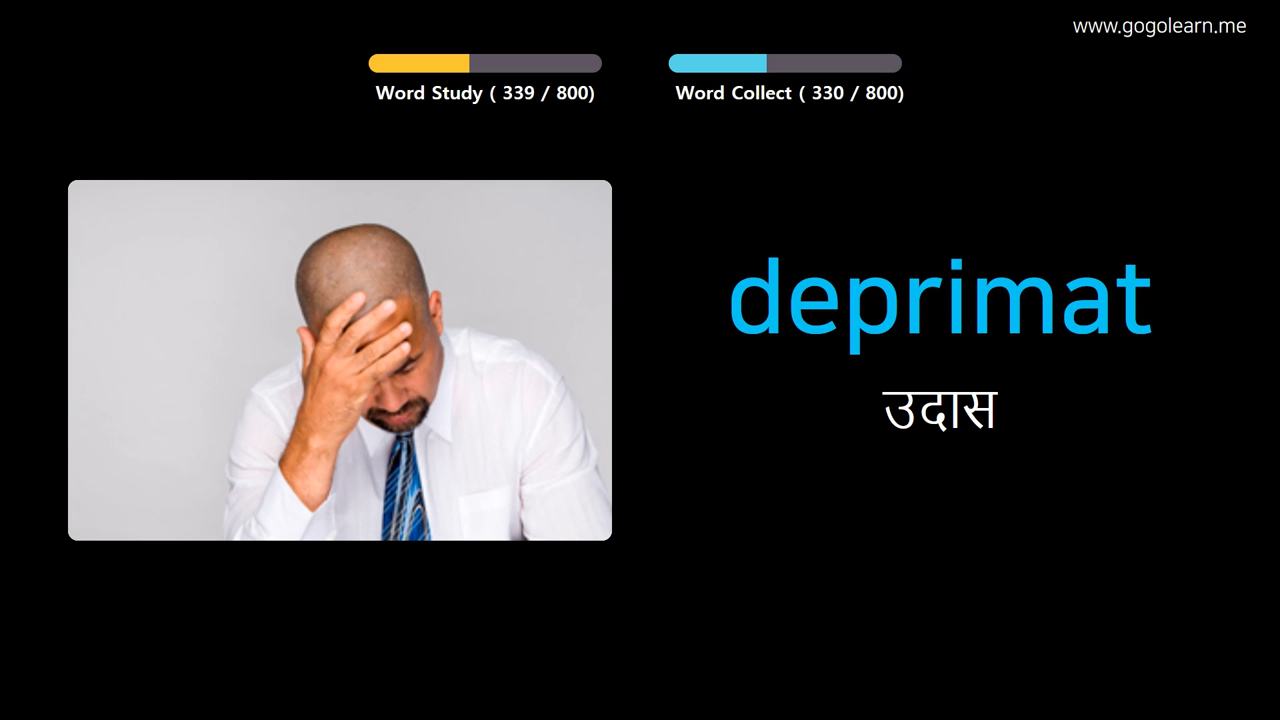 www.gogolearn.me
Word Study ( 339 / 800)
Word Collect ( 330 / 800)
deprimat
उदास